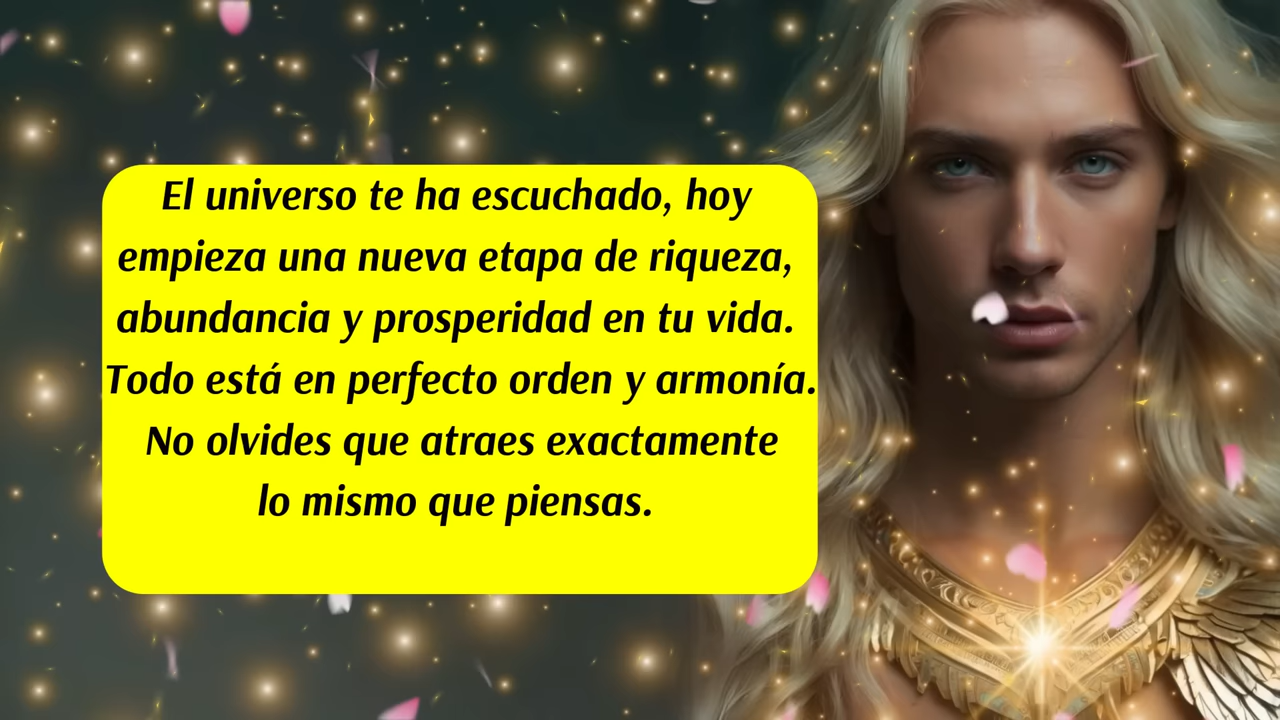 El universo te ha escuchado, hoy
empieza una nueva etapa de riqueza,
abundancia y prosperidad en tu vida.
Todo está en perfecto orden y armonía.
No olvides que atraes exactamente
lo mismo que piensas.